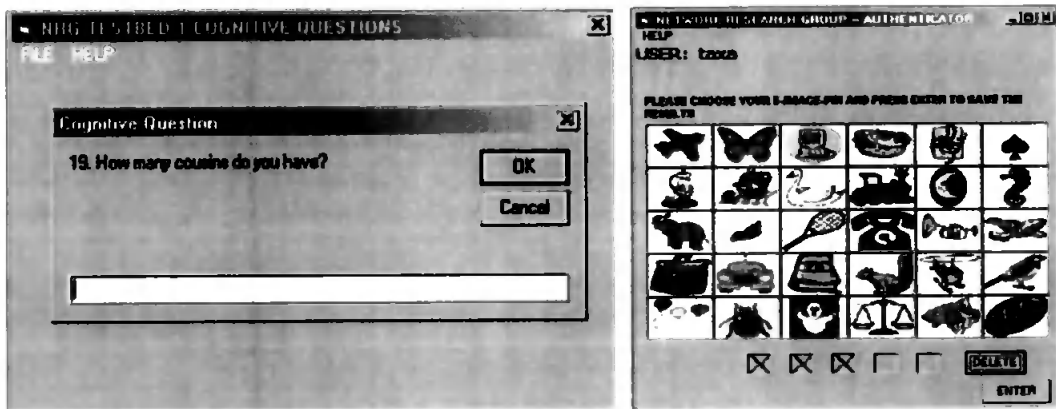 NRG TESTBED 1 COGNITIVE QUESTIONS
FILE HELP
Cognitive Question
19. How many cousins do you have?
OK
Cancel
NETWORK RESEARCH GROUP - AUTHENTICATOR
HELP
USER: taxa
PLEASE CHOOSE YOUR 5-IMAGE-PIN AND PRESS ENTER TO SAVE THE
RESULTS
DELETE
ENTER